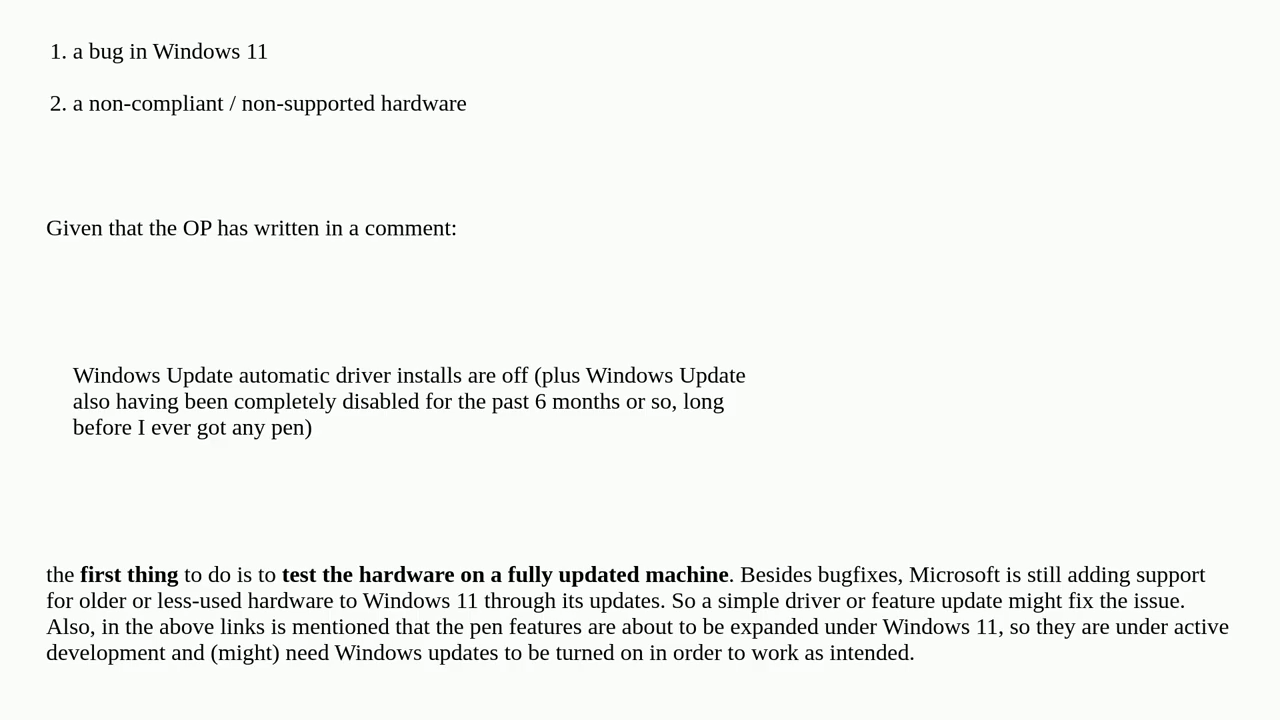 1. a bug in Windows 11
2. a non-compliant / non-supported hardware
Given that the OP has written in a comment:
Windows Update automatic driver installs are off (plus Windows Update
also having been completely disabled for the past 6 months or so, long
before I ever got any pen)
the first thing to do is to test the hardware on a fully updated machine. Besides bugfixes, Microsoft is still adding support
for older or less-used hardware to Windows 11 through its updates. So a simple driver or feature update might fix the issue.
Also, in the above links is mentioned that the pen features are about to be expanded under Windows 11, so they are under active
development and (might) need Windows updates to be turned on in order to work as intended.